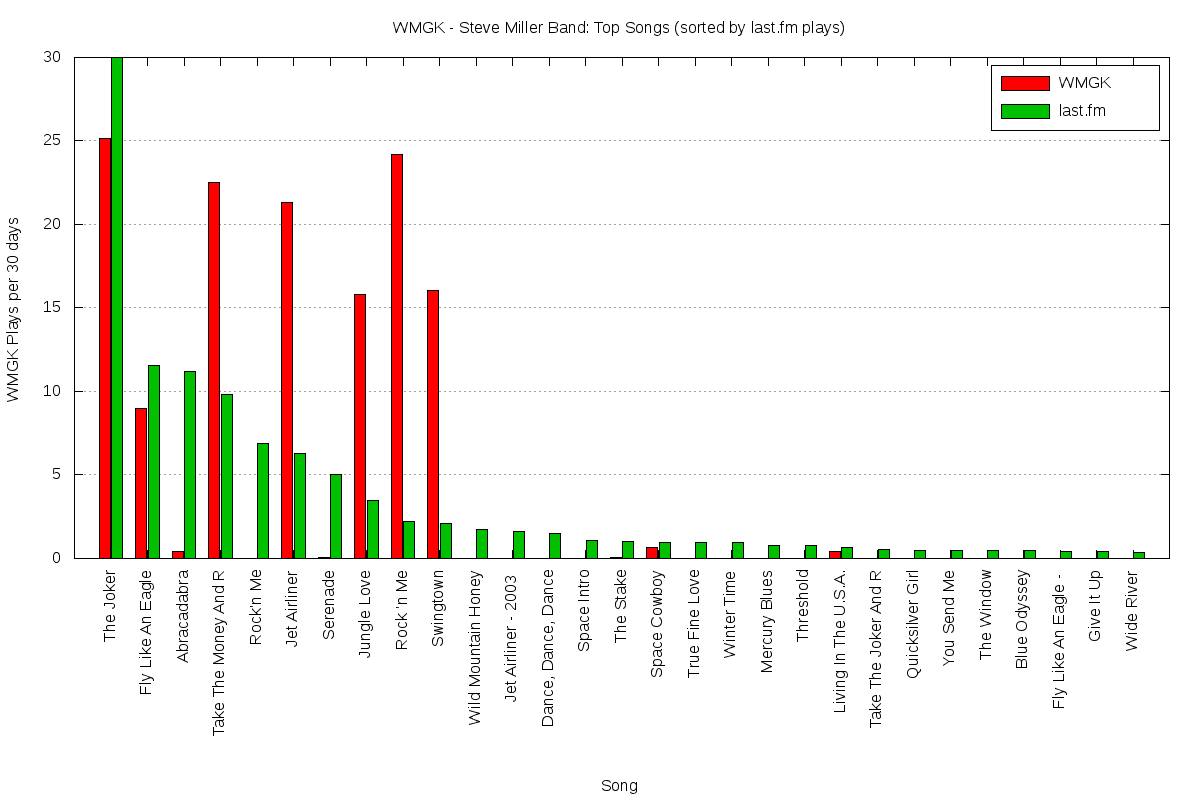 WMGK - Steve Miller Band: Top Songs (sorted by last.fm plays)
WMGK
last.fm
WMGK Plays per 30 days
30
25
20
15
10
5
0
The Joker
Fly Like An Eagle
Abracadabra
Take The Money And R
Rock'n Me
Jet Airliner
Serenade
Jungle Love
Rock 'n Me
Swingtown
Wild Mountain Honey
Jet Airliner - 2003
Dance, Dance, Dance
Space Intro
The Stake
Space Cowboy
True Fine Love
Winter Time
Mercury Blues
Threshold
Living In The U.S.A.
Take The Joker And R
Quicksilver Girl
You Send Me
The Window
Blue Odyssey
Fly Like An Eagle -
Give It Up
Wide River
Song